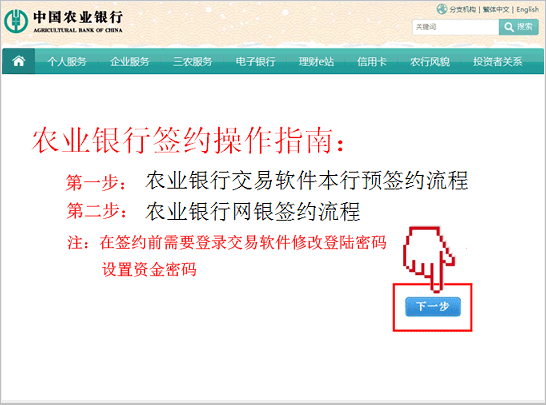 中国农业银行
AGRICULTURAL BANK OF CHINA
分支机构 | 繁体中文 | English
关键词
搜索
个人服务 企业服务 三农服务 电子银行 理财e站 信用卡 农行风貌 投资者关系
农业银行签约操作指南：
第一步： 农业银行交易软件本行预签约流程
第二步： 农业银行网银签约流程
注：在签约前需要登录交易软件修改登陆密码
设置资金密码
下一步